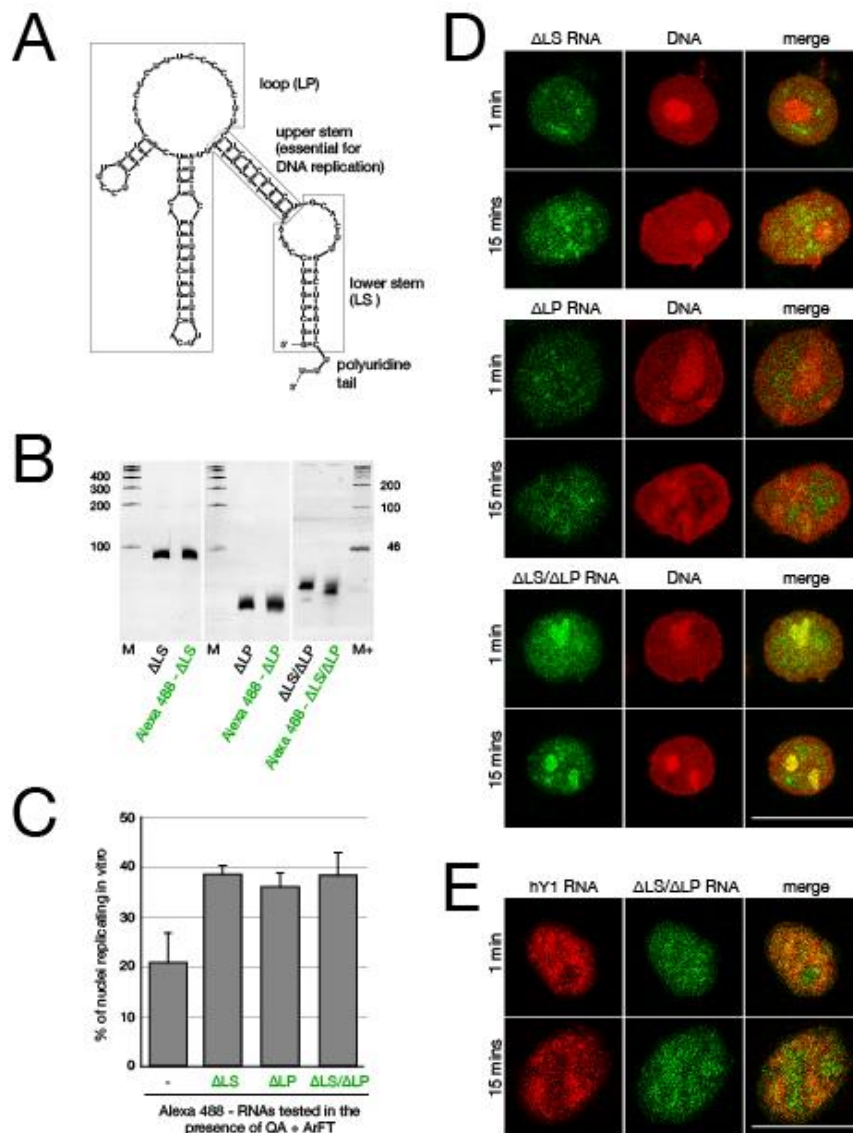 A
loop (LP)
upper stem
(essential for
DNA replication)
lower stem
(LS )
5'
polyuridine
tail
3'
B
400
300
200
100
200
100
46
M
ΔLS
Alexa 488 - ΔLS
M
ΔLP
Alexa 488 - ΔLP
ΔLS/ΔLP
Alexa 488 - ΔLS/ΔLP
M+
C
% of nuclei replicating in vitro
50
40
30
20
10
0
-
ΔLS
ΔLP
ΔLS/ΔLP
Alexa 488 - RNAs tested in the
presence of QA + ArFT
D
ΔLS RNA DNA merge
1 min
15 mins
ΔLP RNA DNA merge
1 min
15 mins
ΔLS/ΔLP RNA DNA merge
1 min
15 mins
E
hY1 RNA ΔLS/ΔLP RNA merge
1 min
15 mins